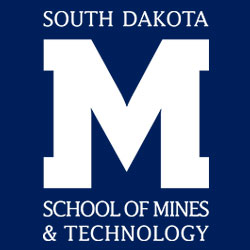 SOUTH DAKOTA
M
SCHOOL OF MINES
& TECHNOLOGY